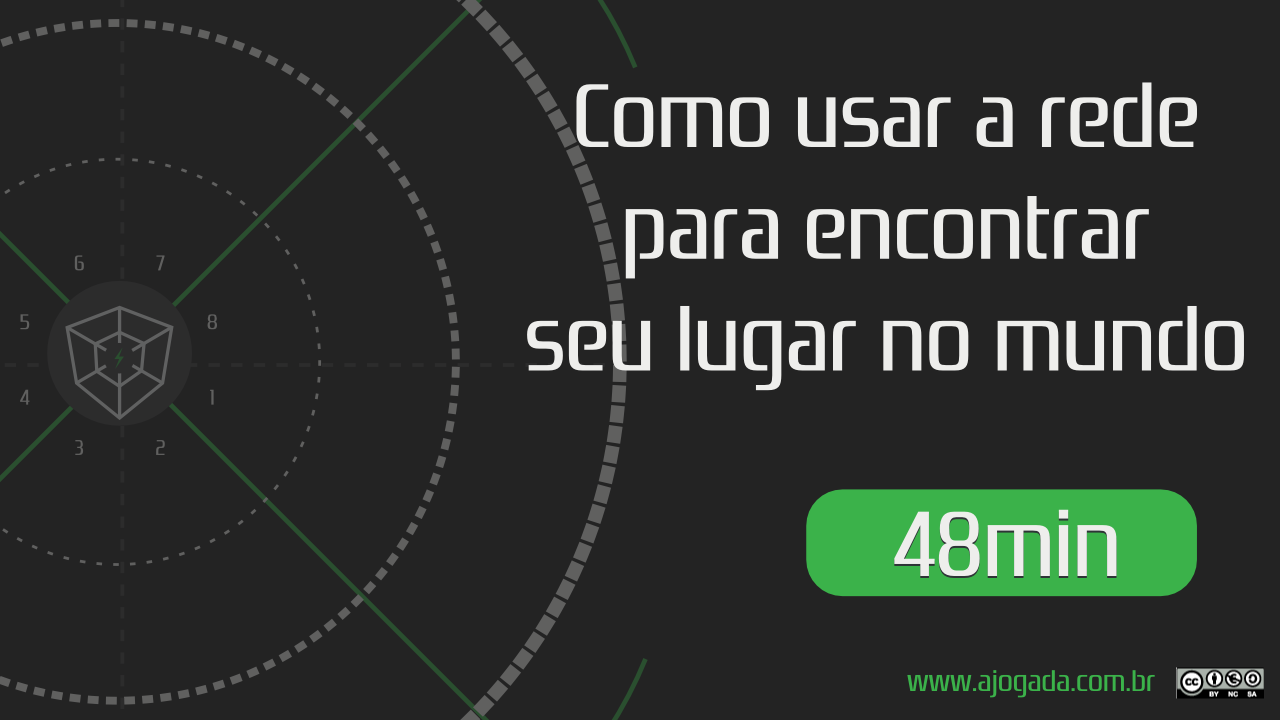 Como usar a rede
para encontrar
seu lugar no mundo
6 7
5 8
4 1
3 2
48min
www.ajogada.com.br
cc
BY NC SA